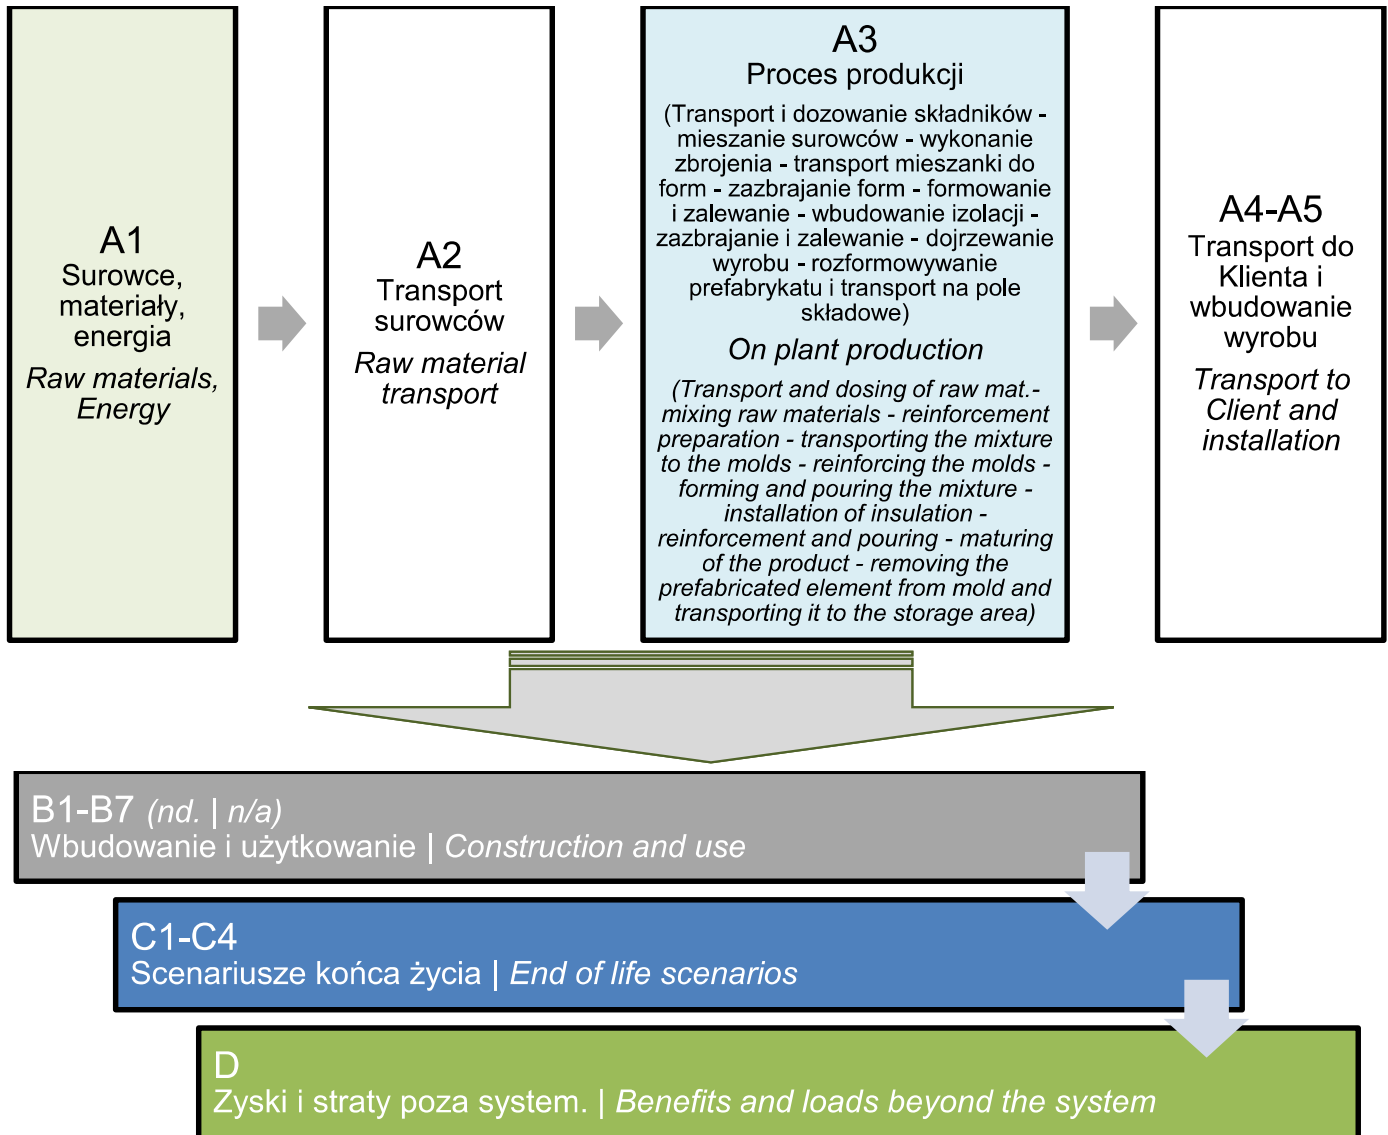 A1
Surowce,
materiały,
energia
Raw materials,
Energy
A2
Transport
surowców
Raw material
transport
A3
Proces produkcji
(Transport i dozowanie składników -
mieszanie surowców - wykonanie
zbrojenia - transport mieszanki do
form - zazbrajanie form - formowanie
i zalewanie - wbudowanie izolacji -
zazbrajanie i zalewanie - dojrzewanie
wyrobu - rozformowywanie
prefabrykatu i transport na pole
składowe)
On plant production
(Transport and dosing of raw mat.-
mixing raw materials - reinforcement
preparation - transporting the mixture
to the molds - reinforcing the molds -
forming and pouring the mixture -
installation of insulation -
reinforcement and pouring - maturing
of the product - removing the
prefabricated element from mold and
transporting it to the storage area)
A4-A5
Transport do
Klienta i
wbudowanie
wyrobu
Transport to
Client and
installation
B1-B7 (nd. | n/a)
Wbudowanie i użytkowanie | Construction and use
C1-C4
Scenariusze końca życia | End of life scenarios
D
Zyski i straty poza system. | Benefits and loads beyond the system